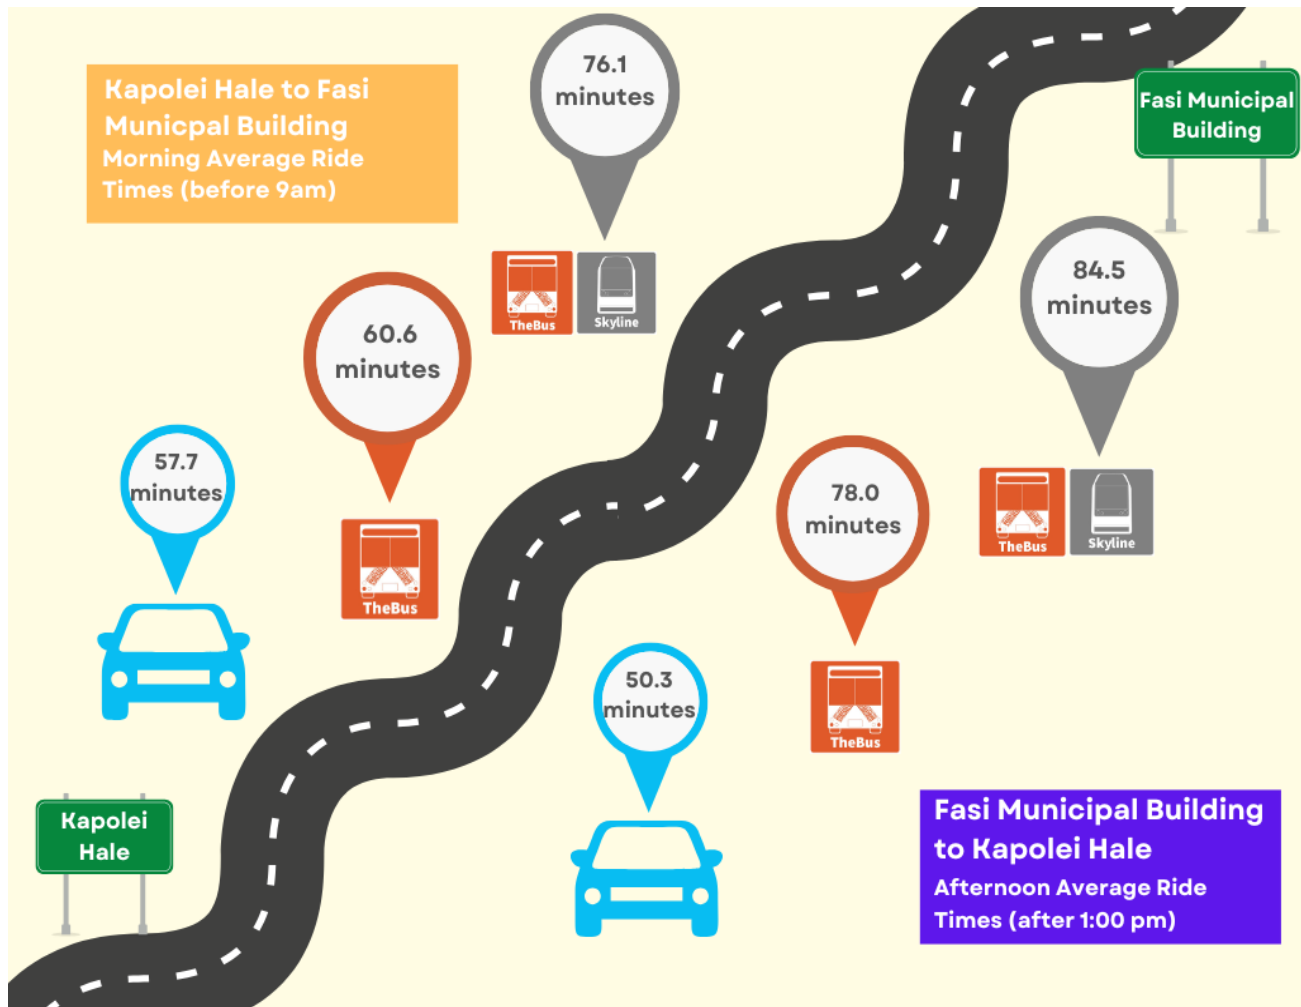 Kapolei Hale to Fasi
Municpal Building
Morning Average Ride
Times (before 9am)
76.1
minutes
TheBus
Skyline
60.6
minutes
TheBus
57.7
minutes
Fasi Municipal
Building
84.5
minutes
TheBus
Skyline
78.0
minutes
TheBus
50.3
minutes
Kapolei
Hale
Fasi Municipal Building
to Kapolei Hale
Afternoon Average Ride
Times (after 1:00 pm)